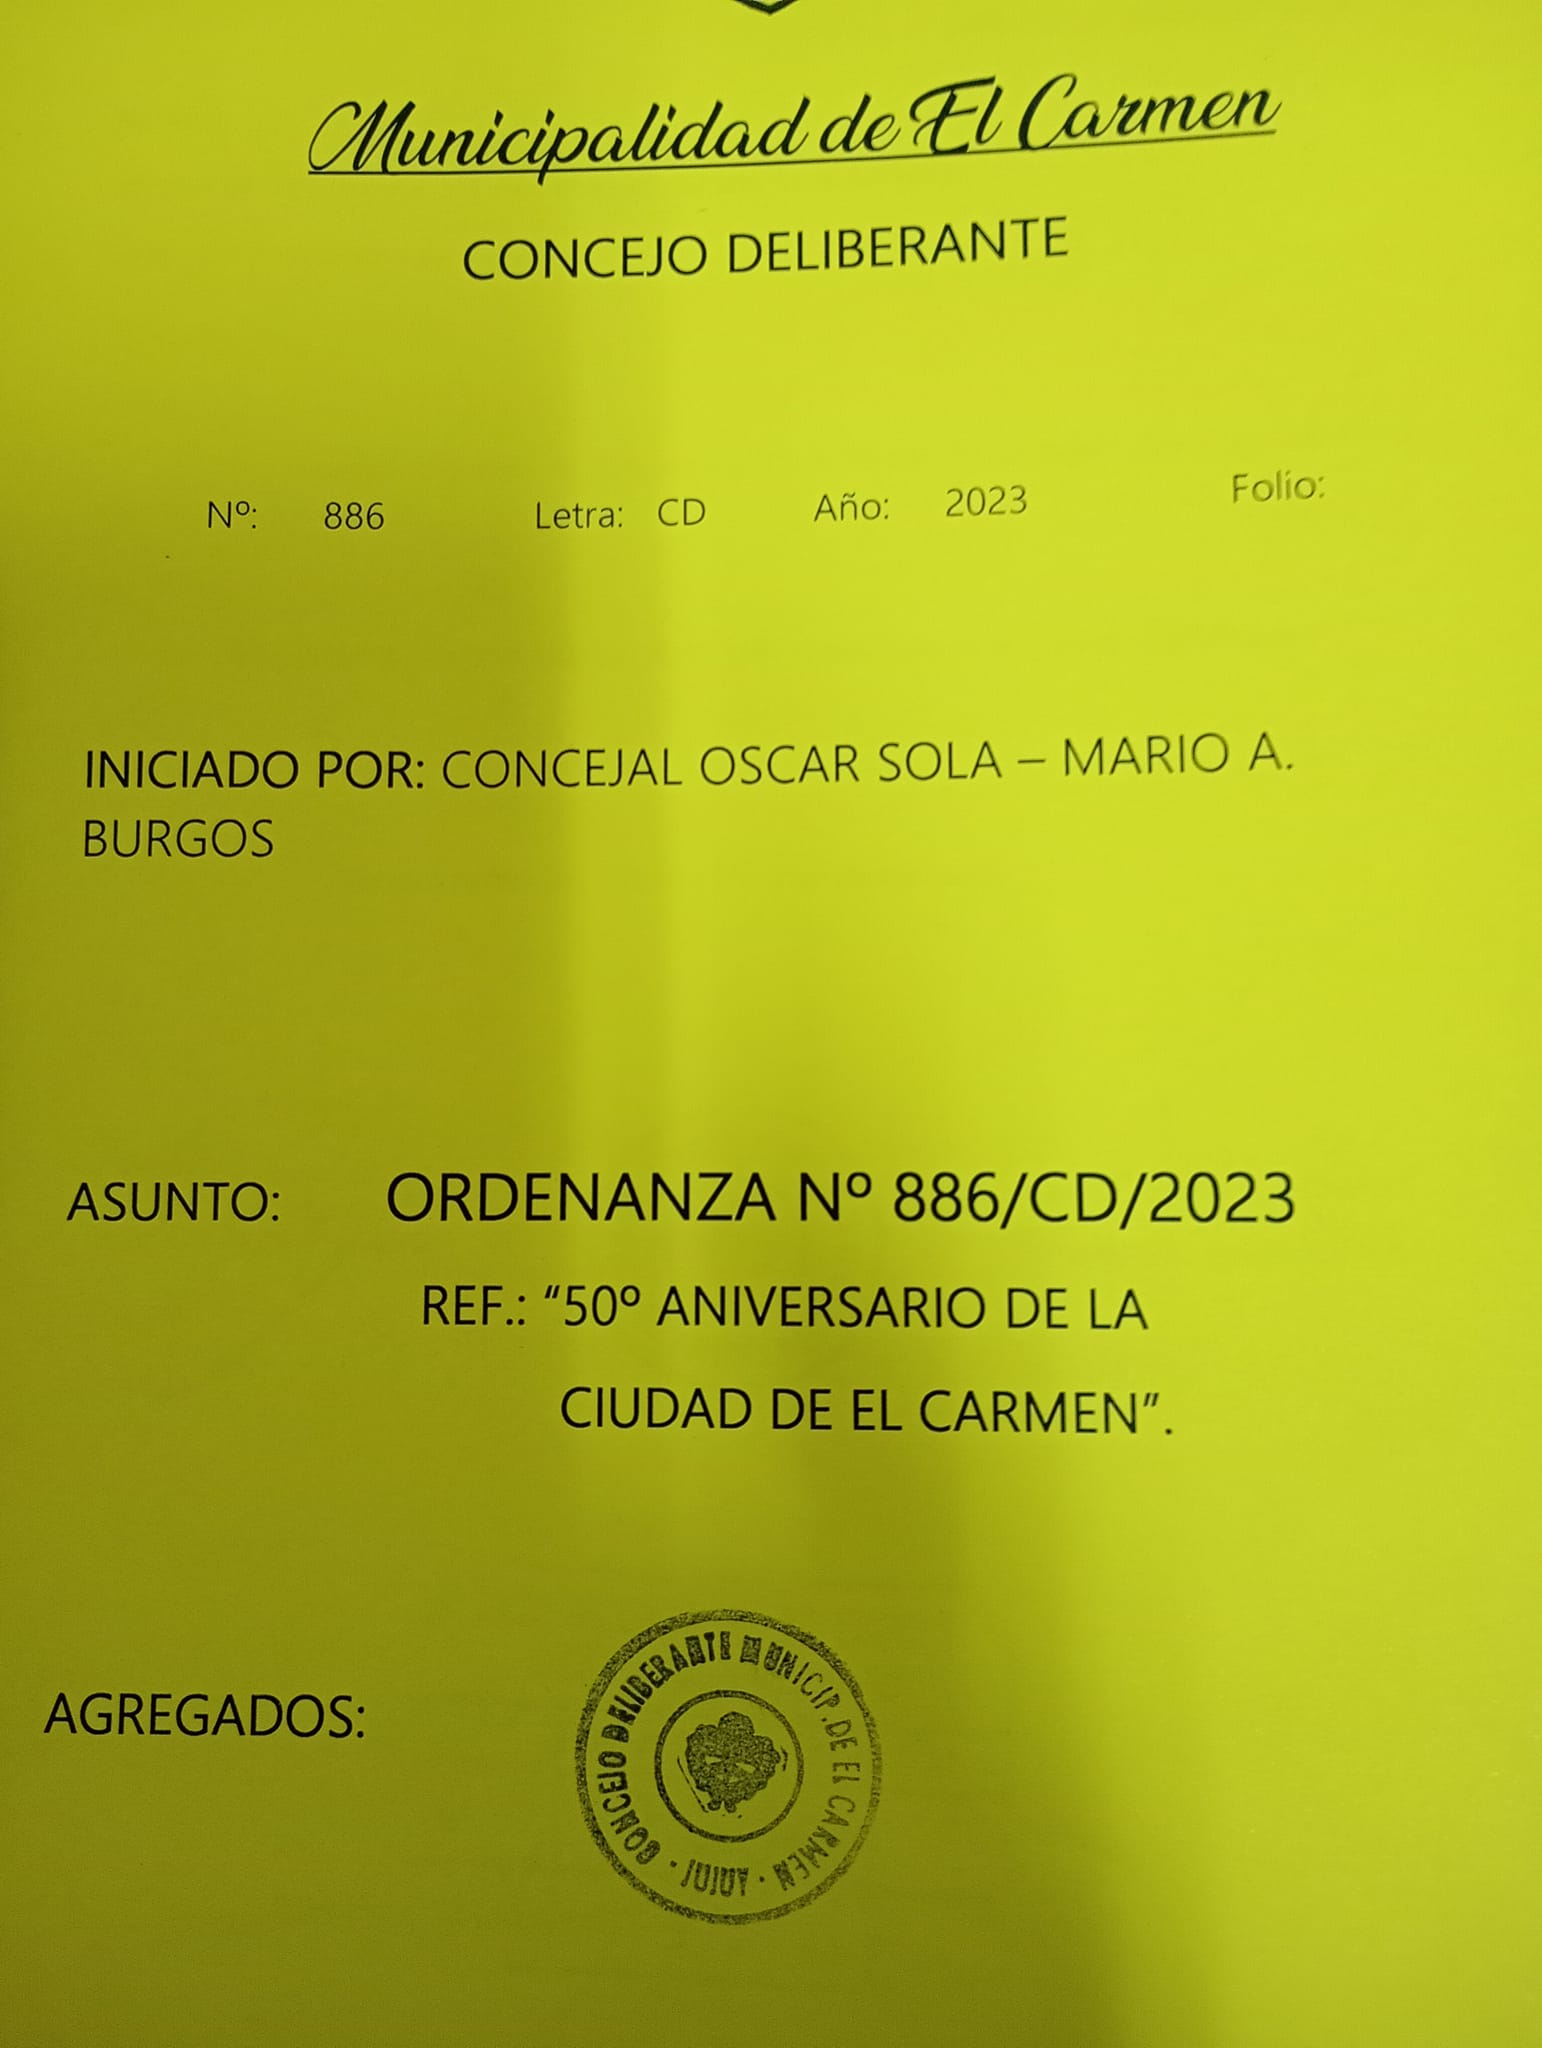 Municipalidad de El Carmen
CONCEJO DELIBERANTE
Nº: 886 Letra: CD Año: 2023 Folio:
INICIADO POR: CONCEJAL OSCAR SOLA – MARIO A.
BURGOS
ASUNTO: ORDENANZA Nº 886/CD/2023
REF.: “50º ANIVERSARIO DE LA
CIUDAD DE EL CARMEN”.
AGREGADOS:
CONCEJO DELIBERANTE MUNICIP. DE EL CARMEN · JUJUY ·